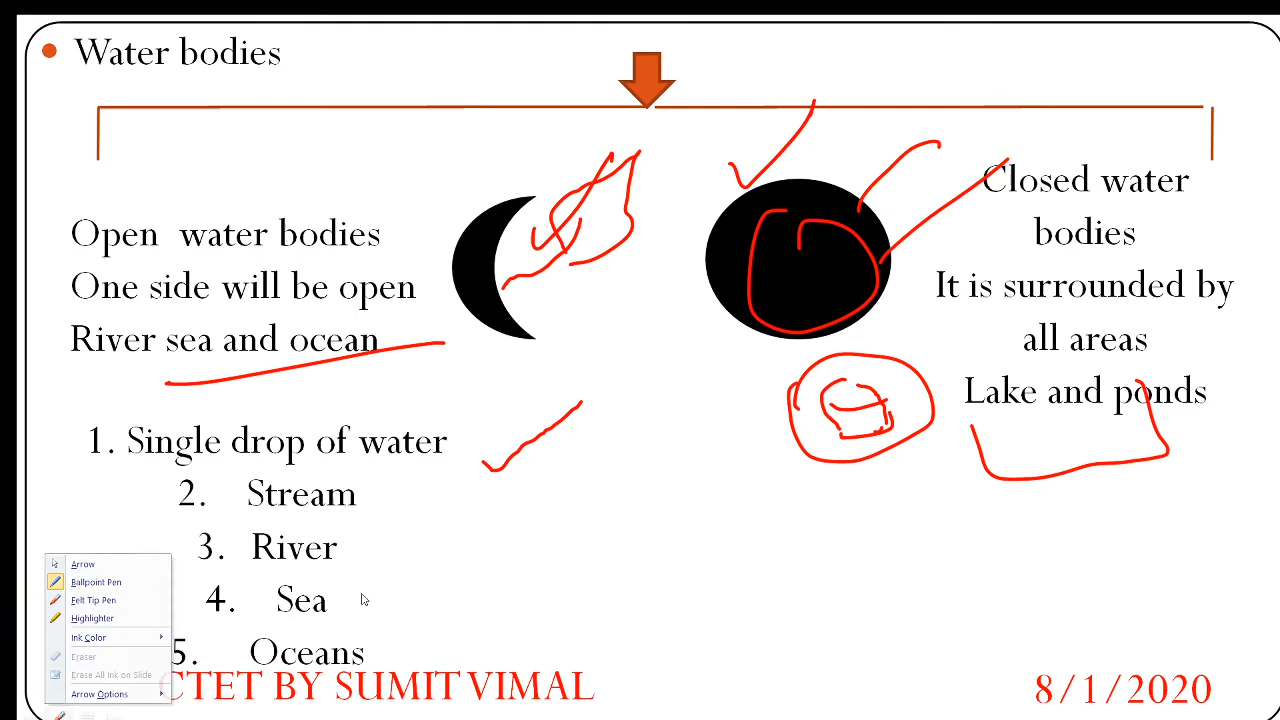 Water bodies
Open water bodies
One side will be open
River sea and ocean
Closed water
bodies
It is surrounded by
all areas
Lake and ponds
1. Single drop of water
2. Stream
3. River
4. Sea
5. Oceans
Arrow
Ballpoint Pen
Felt Tip Pen
Highlighter
Ink Color
Eraser
Erase All Ink on Slide
Arrow Options
CTET BY SUMIT VIMAL
8/1/2020